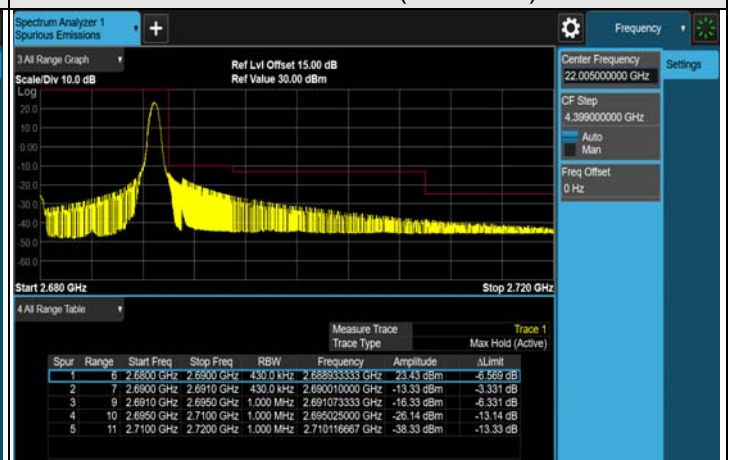 Spectrum Analyzer 1
Spurious Emissions
Frequency
3 All Range Graph
Ref Lvl Offset 15.00 dB
Scale/Div 10.0 dB
Ref Value 30.00 dBm
Log
20.0
10.0
0.00
-10.0
-20.0
-30.0
-40.0
-50.0
-60.0
Start 2.680 GHz
Stop 2.720 GHz
Center Frequency
22.005000000 GHz
Settings
CF Step
4.399000000 GHz
Auto
Man
Freq Offset
0 Hz
4 All Range Table
Measure Trace Trace 1
Trace Type Max Hold (Active)
Spur Range Start Freq Stop Freq RBW Frequency Amplitude ΔLimit
1 6 2.6800 GHz 2.6900 GHz 430.0 kHz 2.688933333 GHz 23.43 dBm -6.569 dB
2 7 2.6900 GHz 2.6910 GHz 430.0 kHz 2.690010000 GHz -13.33 dBm -3.331 dB
3 9 2.6910 GHz 2.6950 GHz 1.000 MHz 2.691073333 GHz -16.33 dBm -6.331 dB
4 10 2.6950 GHz 2.7100 GHz 1.000 MHz 2.695025000 GHz -26.14 dBm -13.14 dB
5 11 2.7100 GHz 2.7200 GHz 1.000 MHz 2.710116667 GHz -38.33 dBm -13.33 dB